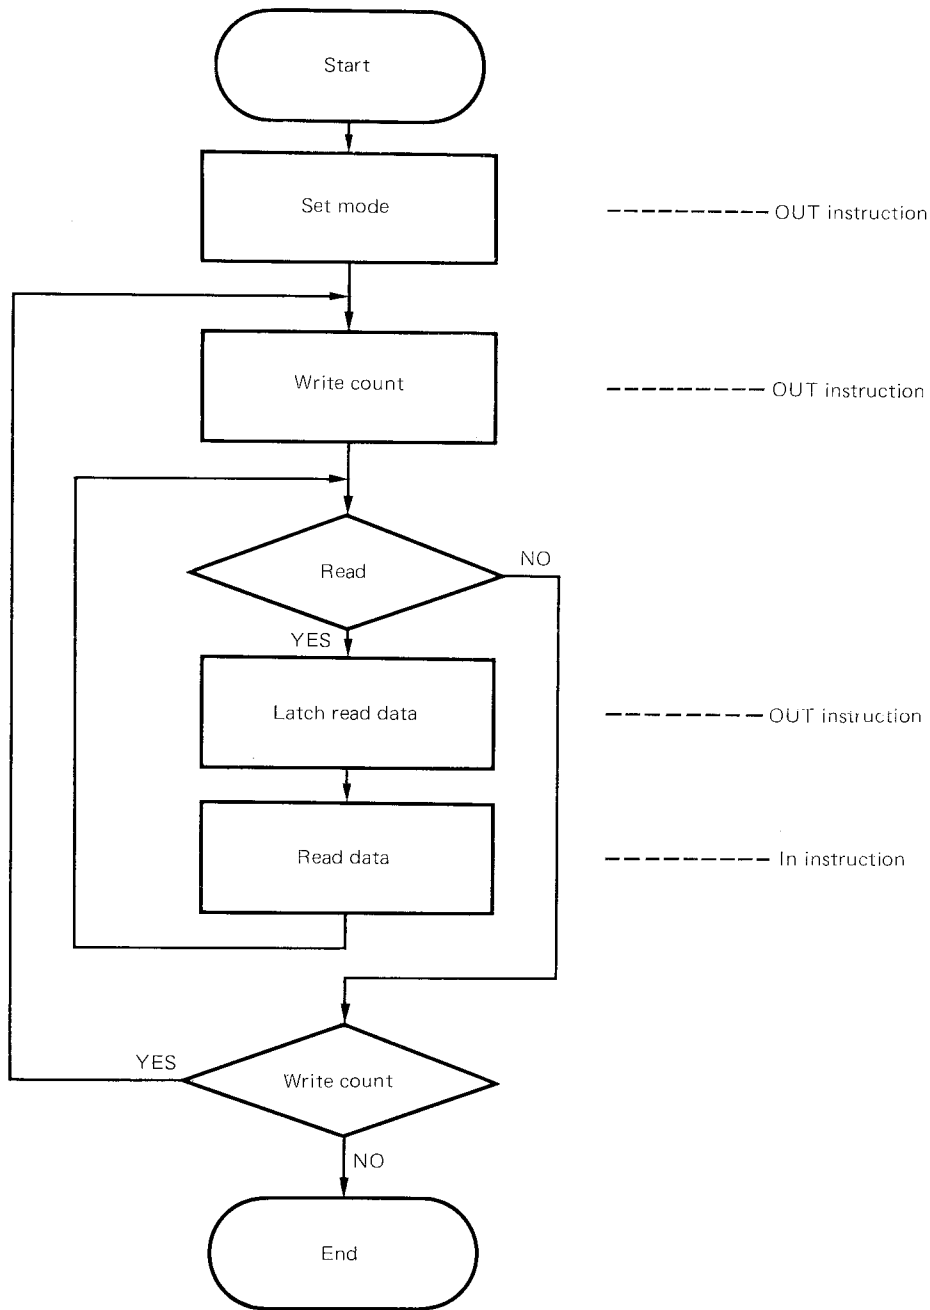 Start
Set mode
OUT instruction
Write count
OUT instruction
Read
NO
YES
Latch read data
OUT instruction
Read data
In instruction
YES
Write count
NO
End